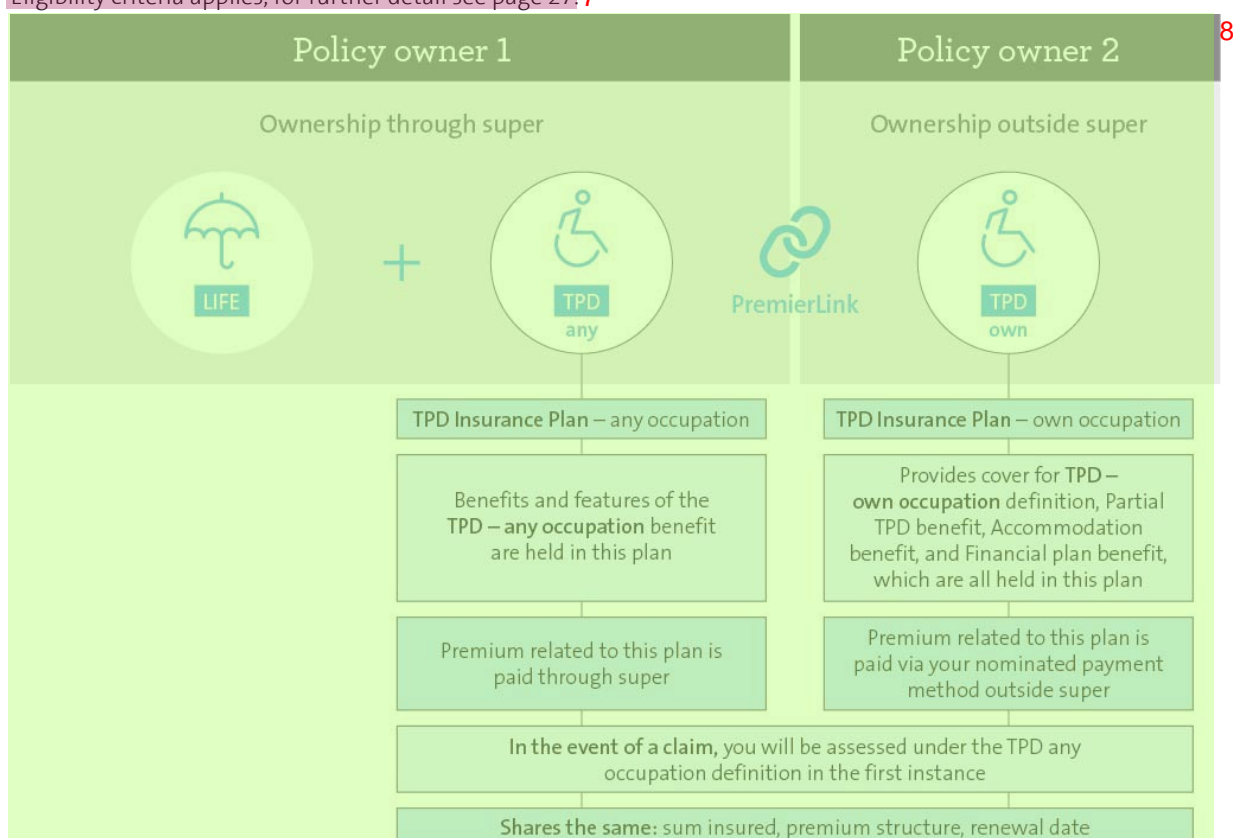 Eligibility criteria applies, for further detail see page 27. 7
8
Policy owner 1
Policy owner 2
Ownership through super
Ownership outside super
LIFE
+
TPD
any
PremierLink
TPD
own
TPD Insurance Plan – any occupation
TPD Insurance Plan – own occupation
Benefits and features of the
TPD – any occupation benefit
are held in this plan
Provides cover for TPD –
own occupation definition, Partial
TPD benefit, Accommodation
benefit, and Financial plan benefit,
which are all held in this plan
Premium related to this plan is
paid through super
Premium related to this plan is
paid via your nominated payment
method outside super
In the event of a claim, you will be assessed under the TPD any
occupation definition in the first instance
Shares the same: sum insured, premium structure, renewal date